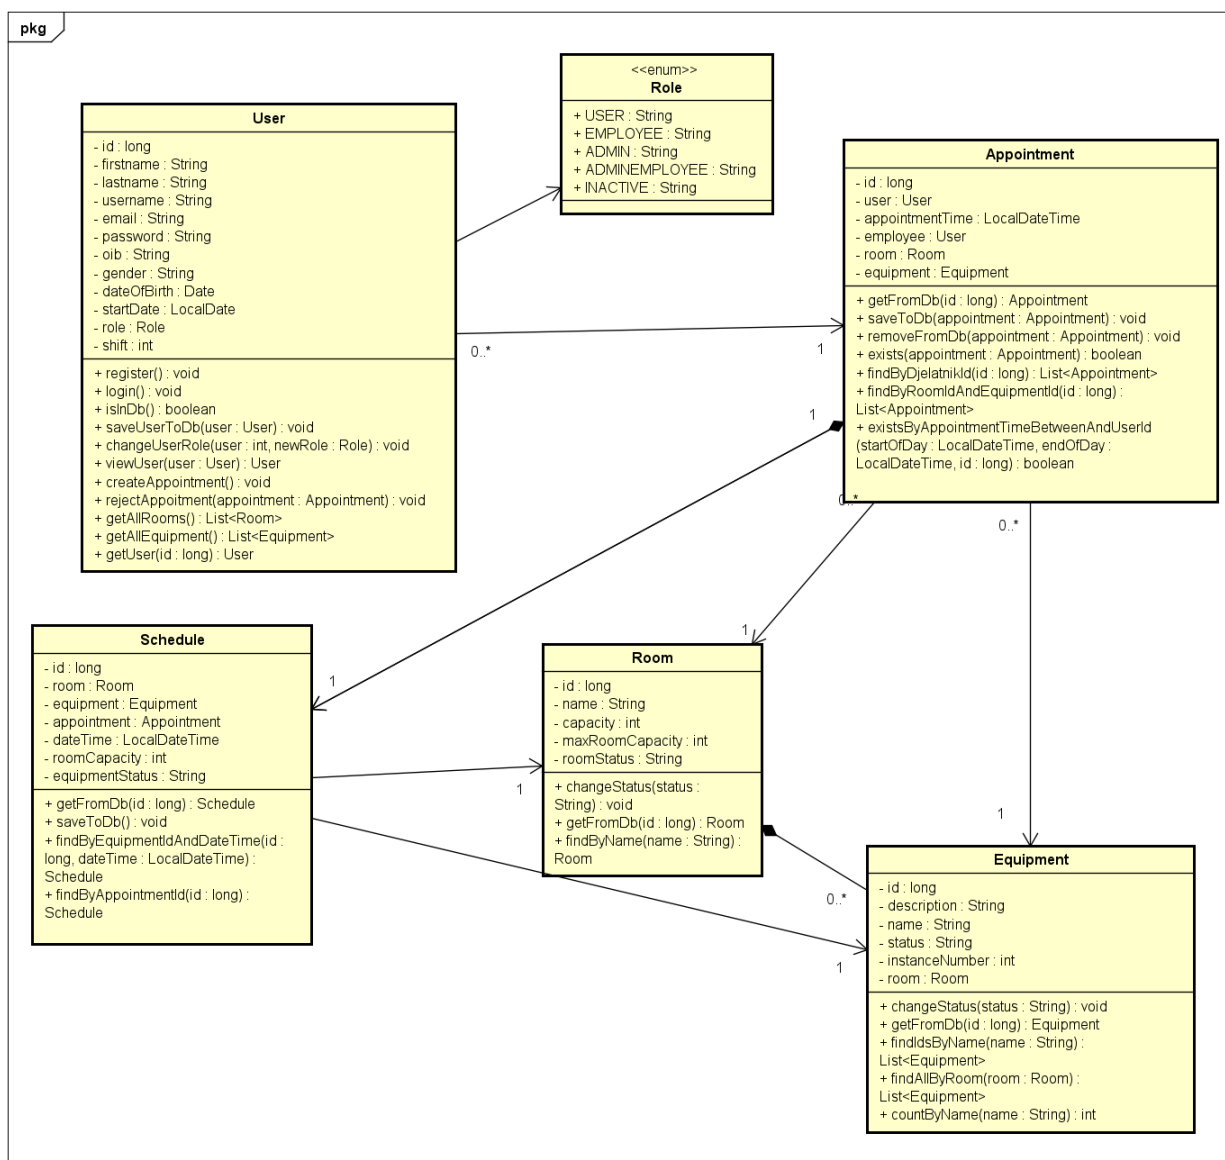 pkg
<<enum>>
Role
+ USER : String
+ EMPLOYEE : String
+ ADMIN : String
+ ADMINEMPLOYEE : String
+ INACTIVE : String
User
- id : long
- firstname : String
- lastname : String
- username : String
- email : String
- password : String
- oib : String
- gender : String
- dateOfBirth : Date
- startDate : LocalDate
- role : Role
- shift : int
+ register() : void
+ login() : void
+ isInDb() : boolean
+ saveUserToDb(user : User) : void
+ changeUserRole(user : int, newRole : Role) : void
+ viewUser(user : User) : User
+ createAppointment() : void
+ rejectAppoitment(appointment : Appointment) : void
+ getAllRooms() : List<Room>
+ getAllEquipment() : List<Equipment>
+ getUser(id : long) : User
Appointment
- id : long
- user : User
- appointmentTime : LocalDateTime
- employee : User
- room : Room
- equipment : Equipment
+ getFromDb(id : long) : Appointment
+ saveToDb(appointment : Appointment) : void
+ removeFromDb(appointment : Appointment) : void
+ exists(appointment : Appointment) : boolean
+ findByDjelatnikId(id : long) : List<Appointment>
+ findByRoomIdAndEquipmentId(id : long) :
List<Appointment>
+ existsByAppointmentTimeBetweenAndUserId
(startOfDay : LocalDateTime, endOfDay :
LocalDateTime, id : long) : boolean
0..*
1
1
1
0..*
1
0..*
1
Schedule
- id : long
- room : Room
- equipment : Equipment
- appointment : Appointment
- dateTime : LocalDateTime
- roomCapacity : int
- equipmentStatus : String
+ getFromDb(id : long) : Schedule
+ saveToDb() : void
+ findByEquipmentIdAndDateTime(id :
long, dateTime : LocalDateTime) :
Schedule
+ findByAppointmentId(id : long) :
Schedule
1
1
Room
- id : long
- name : String
- capacity : int
- maxRoomCapacity : int
- roomStatus : String
+ changeStatus(status :
String) : void
+ getFromDb(id : long) : Room
+ findByName(name : String) :
Room
0..*
Equipment
- id : long
- description : String
- name : String
- status : String
- instanceNumber : int
- room : Room
+ changeStatus(status : String) : void
+ getFromDb(id : long) : Equipment
+ findIdsByName(name : String) :
List<Equipment>
+ findAllByRoom(room : Room) :
List<Equipment>
+ countByName(name : String) : int